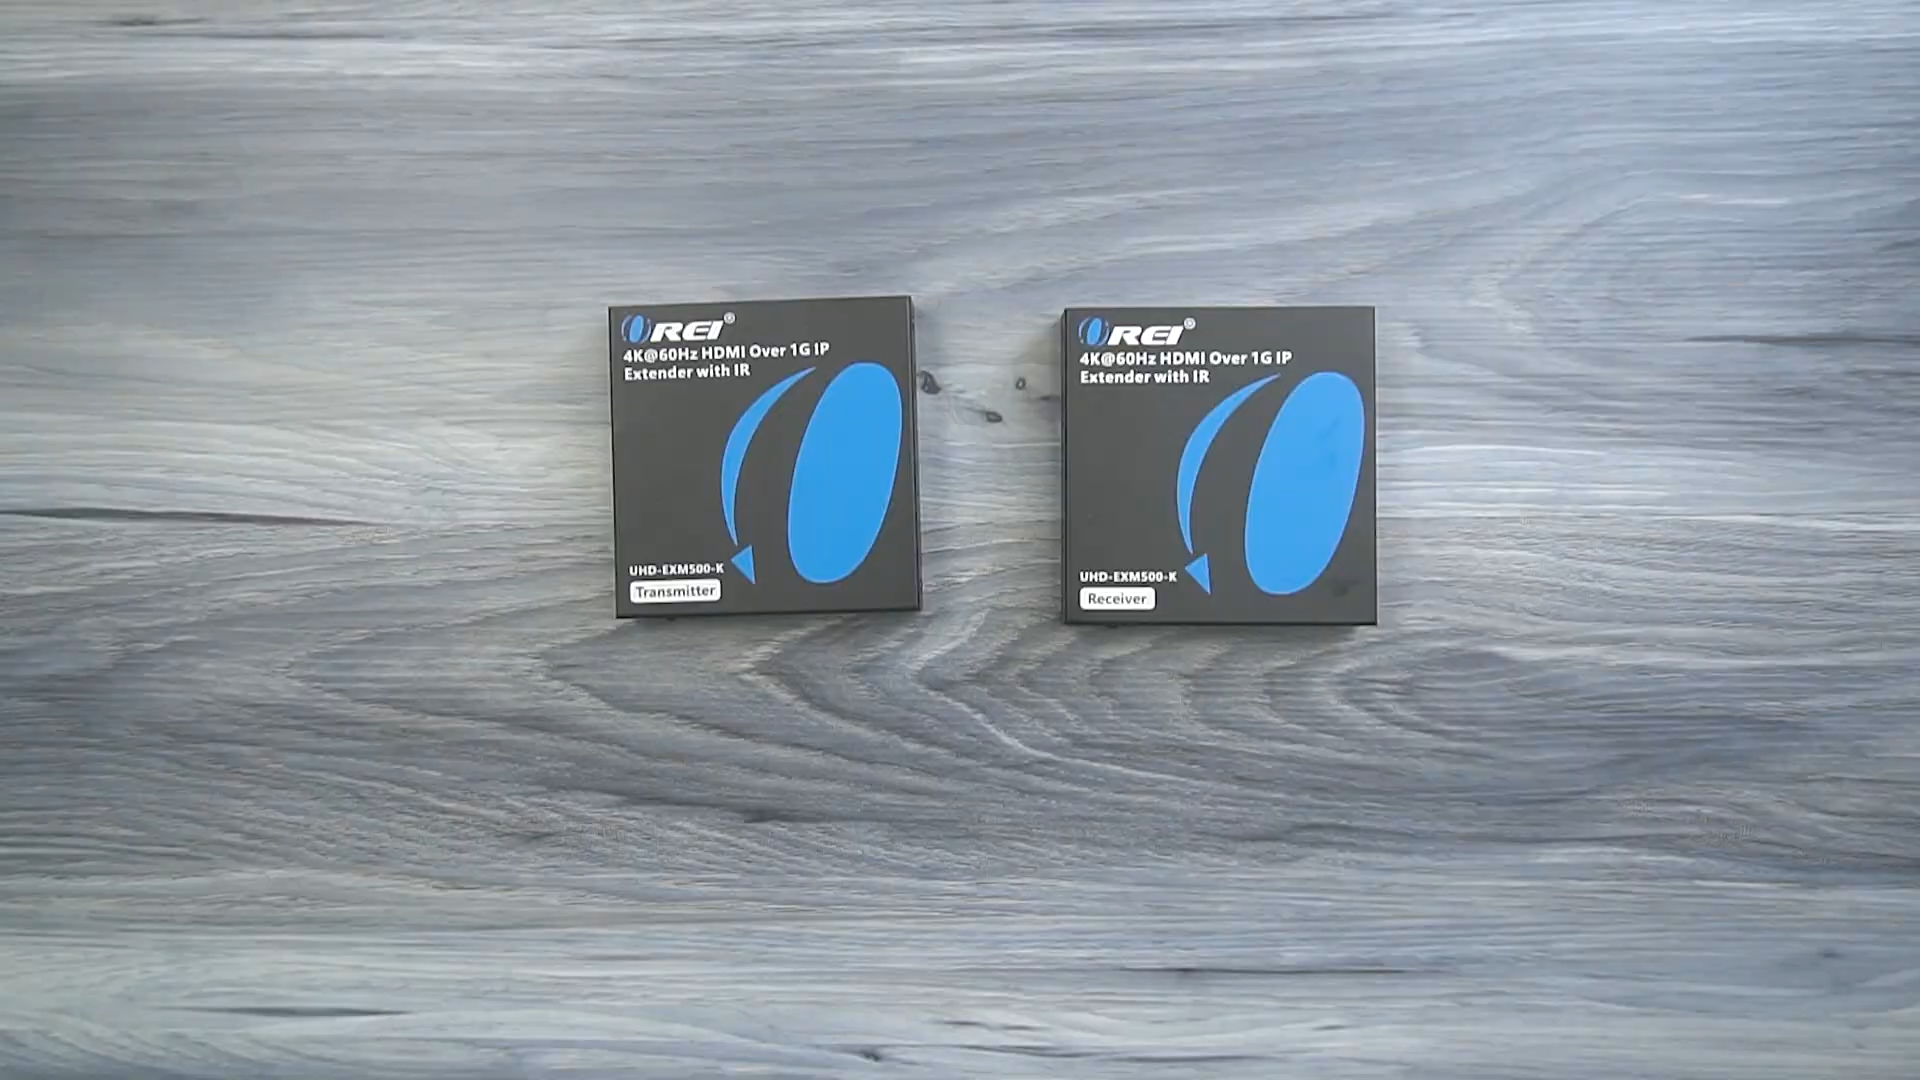 OREI®
4K@60Hz HDMI Over 1G IP
Extender with IR
UHD-EXM500-K
Transmitter
OREI®
4K@60Hz HDMI Over 1G IP
Extender with IR
UHD-EXM500-K
Receiver